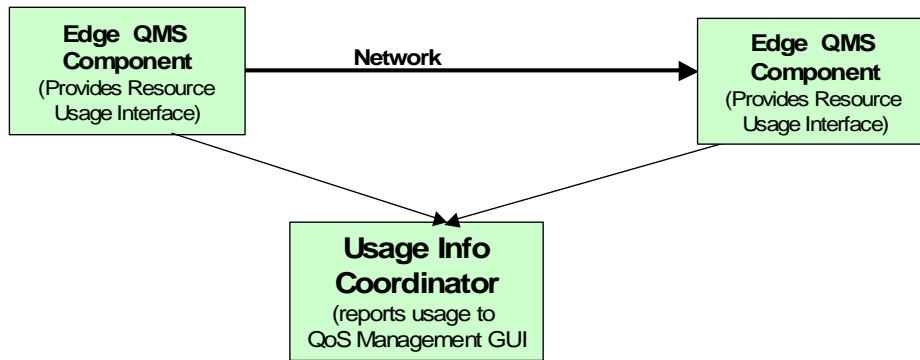 Edge QMS
Component
(Provides Resource
Usage Interface)
Network
Edge QMS
Component
(Provides Resource
Usage Interface)
Usage Info
Coordinator
(reports usage to
QoS Management GUI